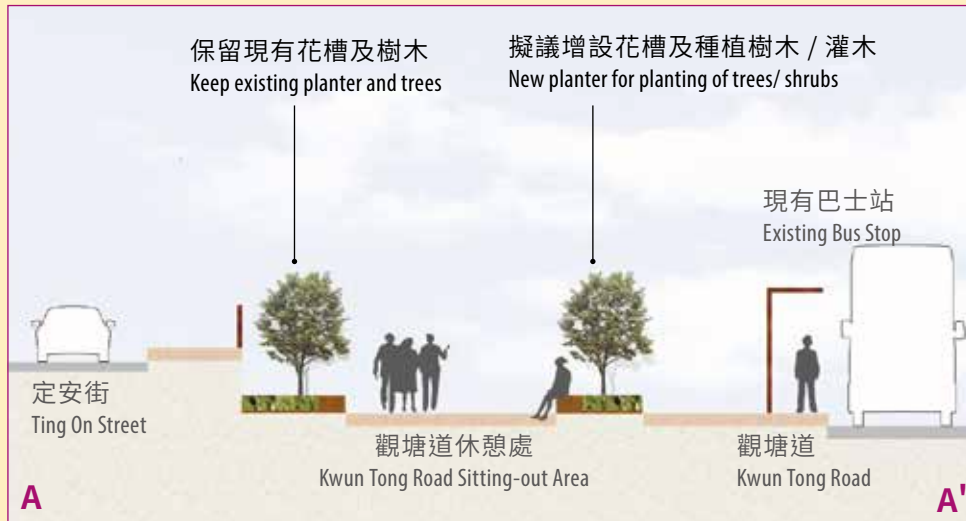 保留現有花槽及樹木
Keep existing planter and trees
擬議增設花槽及種植樹木 / 灌木
New planter for planting of trees/ shrubs
現有巴士站
Existing Bus Stop
定安街
Ting On Street
觀塘道休憩處
Kwun Tong Road Sitting-out Area
觀塘道
Kwun Tong Road
A
A'